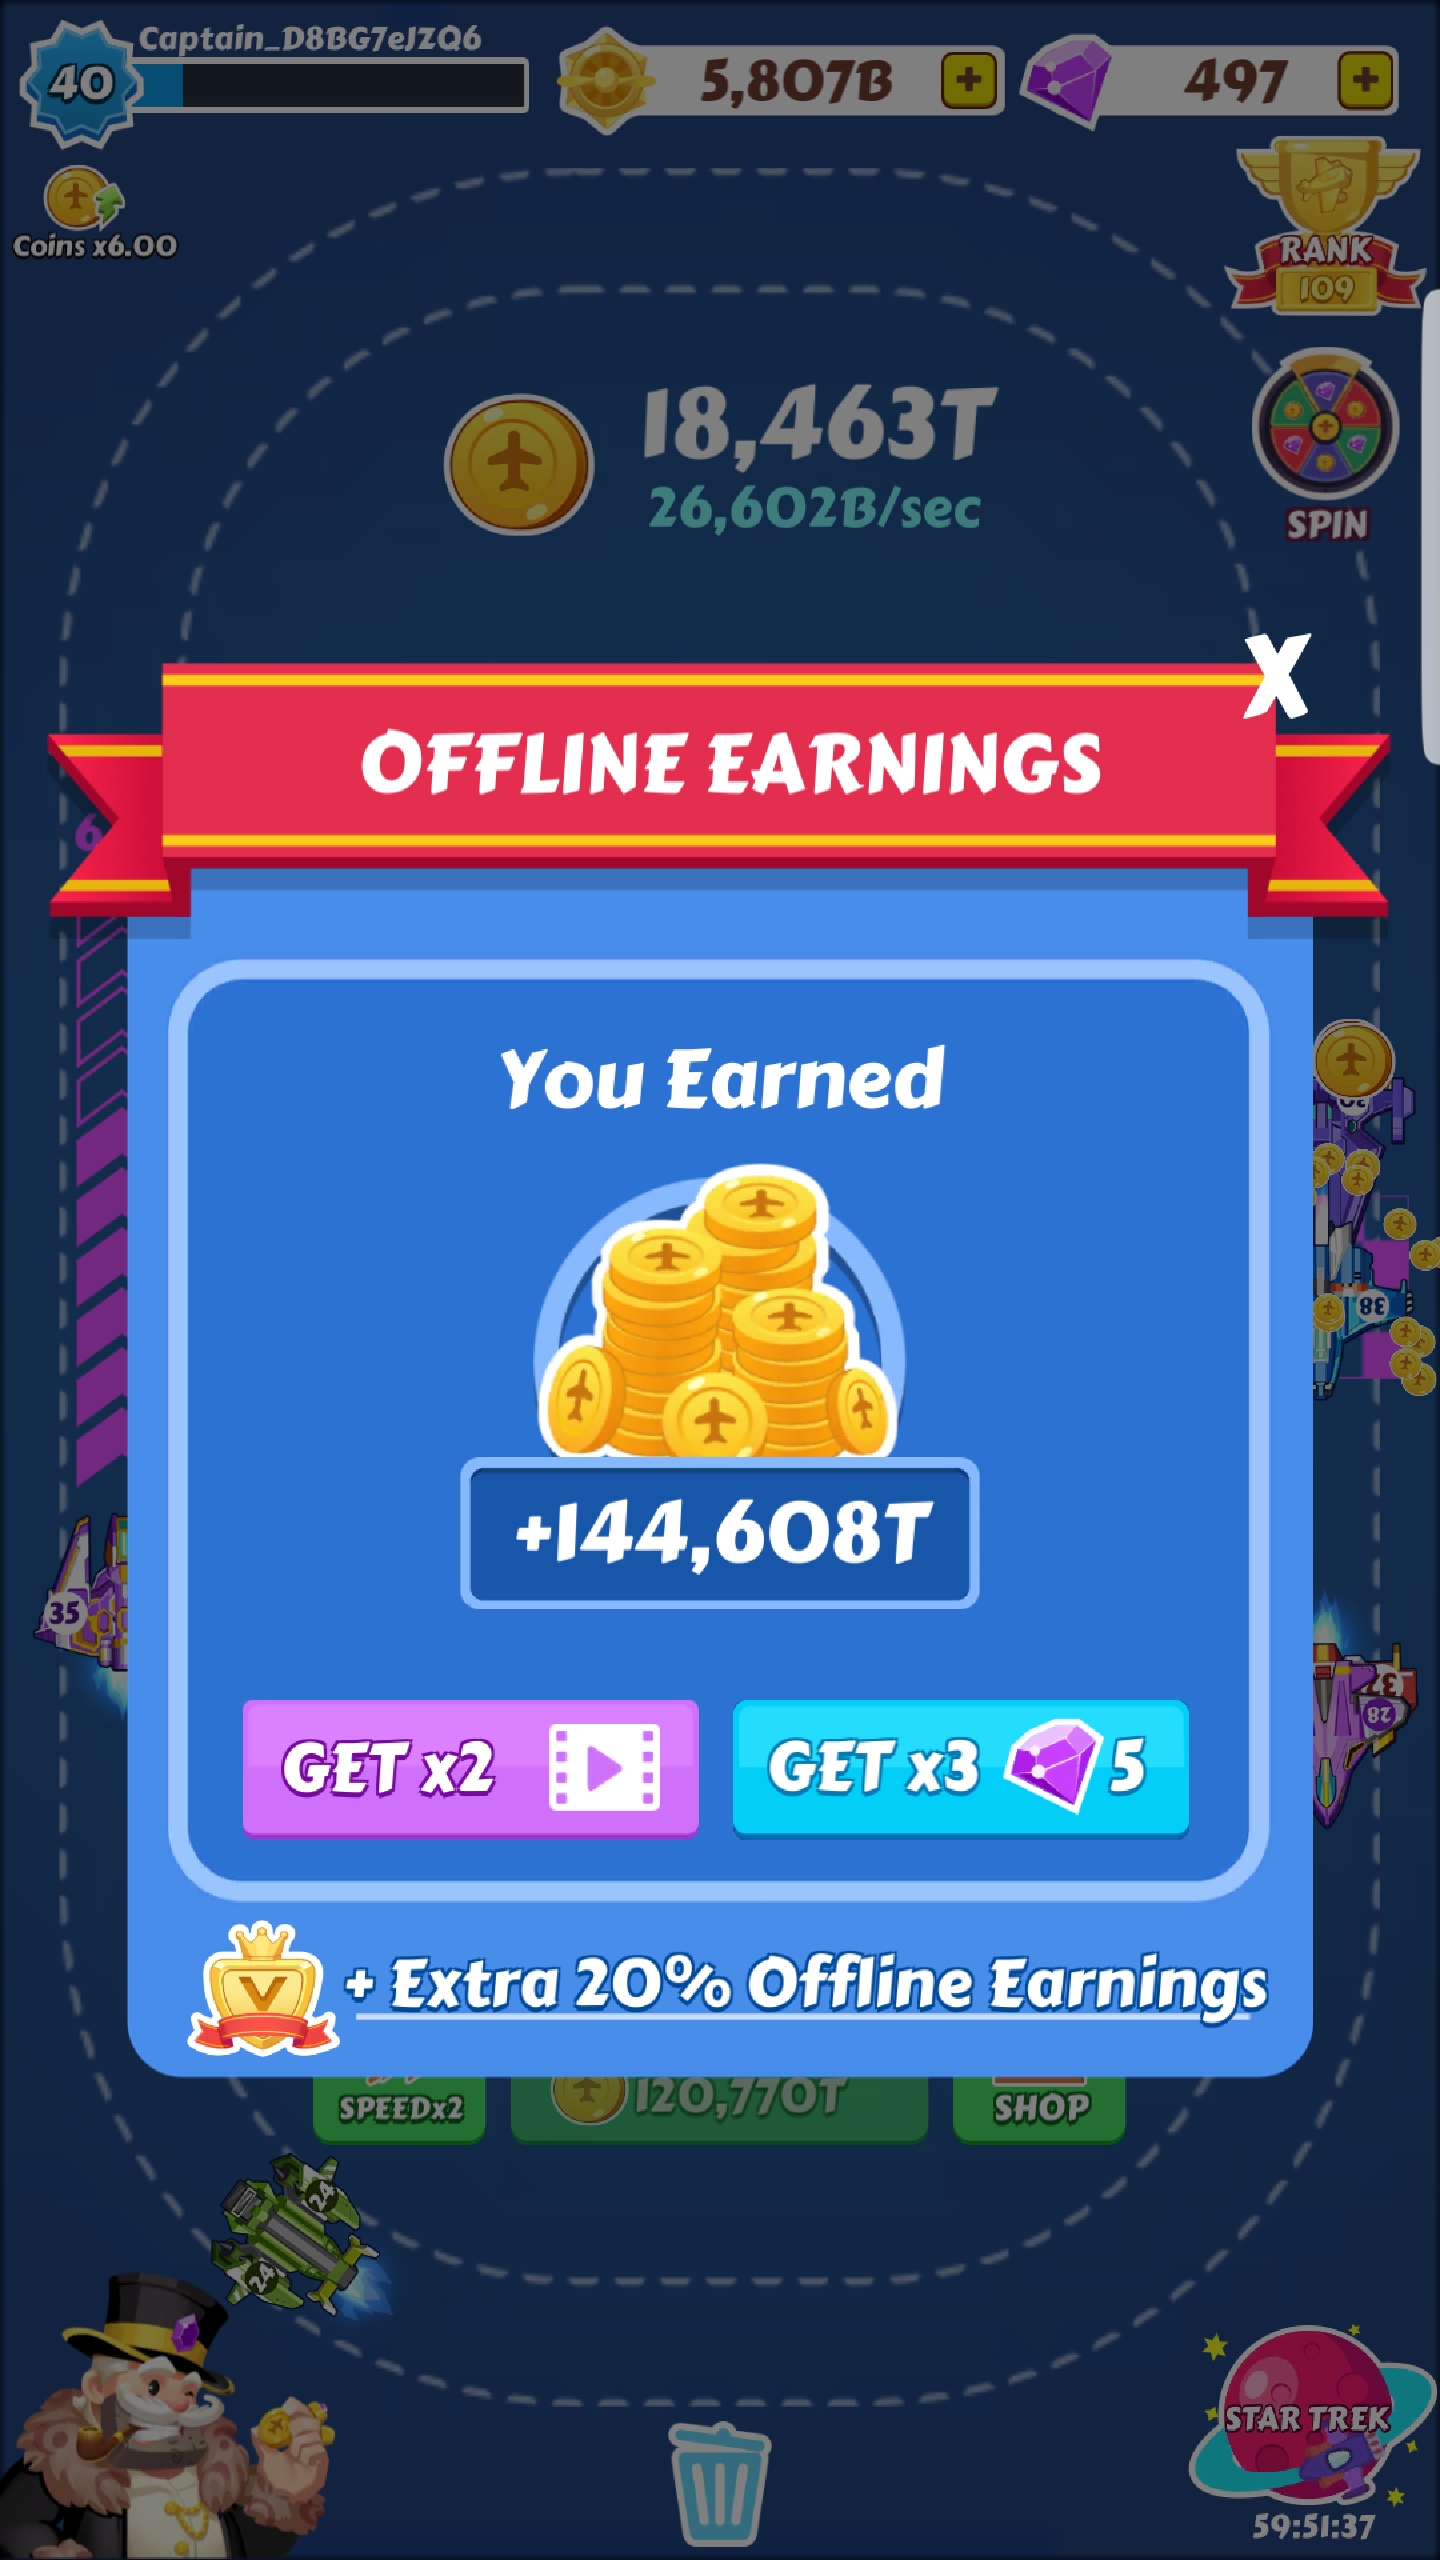 Captain_D8BG7eJZQ6
40
5,807B
497
Coins x6.00
RANK
109
18,463T
26,602B/sec
SPIN
X
OFFLINE EARNINGS
6
You Earned
38
+144,608T
35
28
GET x2
GET x3 5
V + Extra 20% Offline Earnings
120,770T
SPEEDx2
SHOP
24
24
STAR TREK
59:51:37